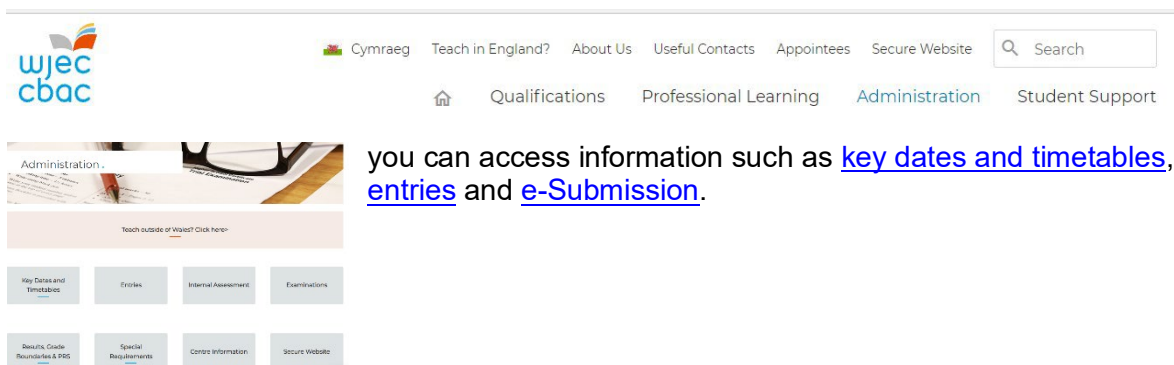 wjec
cbac
Cymraeg Teach in England? About Us Useful Contacts Appointees Secure Website Search
Qualifications Professional Learning Administration Student Support
Administration.
you can access information such as key dates and timetables,
entries and e-Submission.
Teach outside of Wales? Click here>
Key Dates and
Timetables
Entries
Internal Assessment
Examinations
Results, Grade
Boundaries & PRS
Special
Requirements
Centre Information
Secure Website